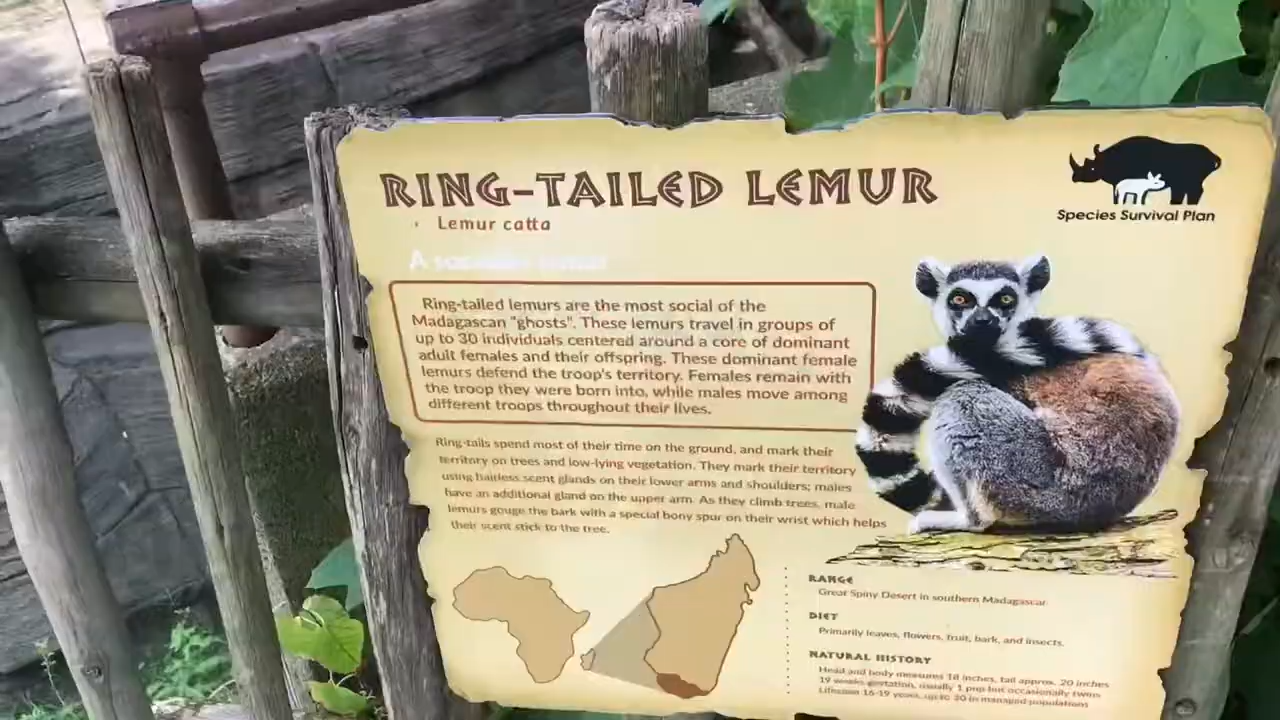 RING-TAILED LEMUR
Lemur catta
A
Ring-tailed lemurs are the most social of the
Madagascan "ghosts". These lemurs travel in groups of
up to 30 individuals centered around a core of dominant
adult females and their offspring. These dominant female
lemurs defend the troop's territory. Females remain with
the troop they were born into, while males move among
different troops throughout their lives.
Ring-tails spend most of their time on the ground, and mark their
territory on trees and low-lying vegetation. They mark their territory
using hairless scent glands on their lower arms and shoulders; males
have an additional gland on the upper arm. As they climb trees, male
lemurs gouge the bark with a special bony spur on their wrist which helps
their scent stick to the tree.
Species Survival Plan
RANGE
Great Spiny Desert in southern Madagascar
DIET
Primarily leaves, flowers, fruit, bark, and insects.
NATURAL HISTORY
Head and body measures 18 inches, tail approx. 20 inches
19 weeks gestation, usually 1 pup but occasionally twins
Lifespan 16-19 years, up to 30 in managed populations